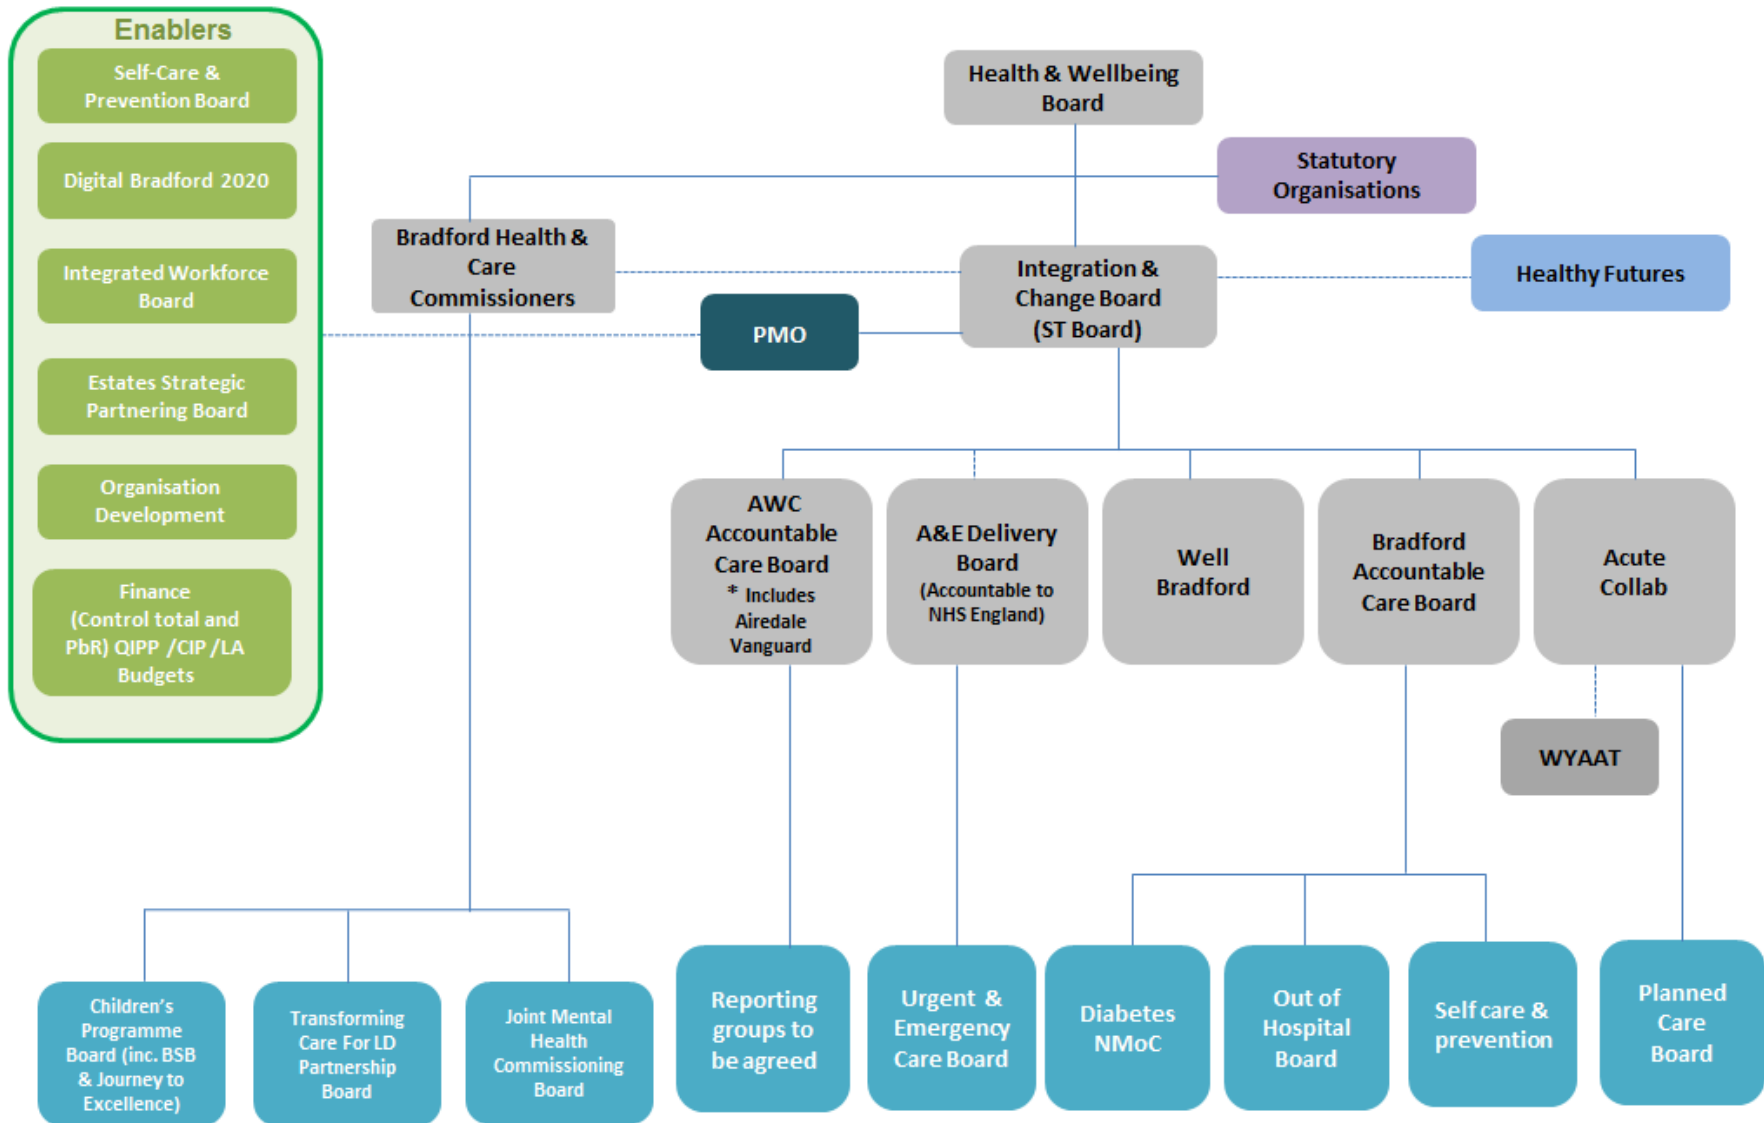 Enablers
Self-Care &
Prevention Board
Digital Bradford 2020
Integrated Workforce
Board
Estates Strategic
Partnering Board
Organisation
Development
Finance
(Control total and
PbR) QIPP /CIP /LA
Budgets
Health & Wellbeing
Board
Statutory
Organisations
Bradford Health &
Care
Commissioners
Integration &
Change Board
(ST Board)
Healthy Futures
PMO
AWC
Accountable
Care Board
* Includes
Airedale
Vanguard
A&E Delivery
Board
(Accountable to
NHS England)
Well
Bradford
Bradford
Accountable
Care Board
Acute
Collab
WYAAT
Children's
Programme
Board (inc. BSB
& Journey to
Excellence)
Transforming
Care For LD
Partnership
Board
Joint Mental
Health
Commissioning
Board
Reporting
groups to
be agreed
Urgent &
Emergency
Care Board
Diabetes
NMoC
Out of
Hospital
Board
Self care &
prevention
Planned
Care
Board